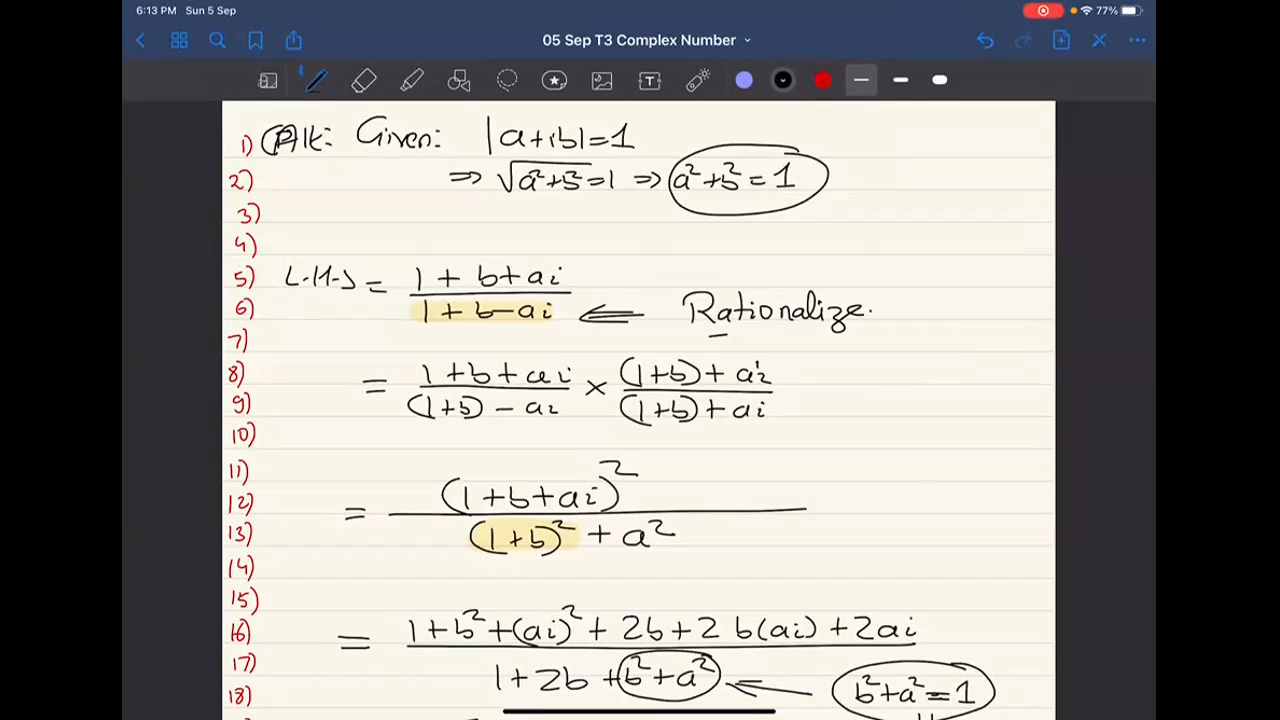 6:13 PM Sun 5 Sep
77%
05 Sep T3 Complex Number
1) Alt: Given: |a+ib|=1
2) ⇒ √a²+b² = 1 ⇒ a²+b² = 1
3)
4)
5) L.H.S = 1 + b + ai
6) 1 + b - ai ⇐ Rationalize.
7)
8) = 1 + b + ai × (1+b) + ai
9) (1+b) - ai (1+b) + ai
10)
11)
12) = (1+b+ai)²
13) (1+b)² + a²
14)
15)
16) = 1+b²+(ai)² + 2b + 2 b(ai) + 2ai
17) 1 + 2b + b² + a²
18) b²+a² = 1